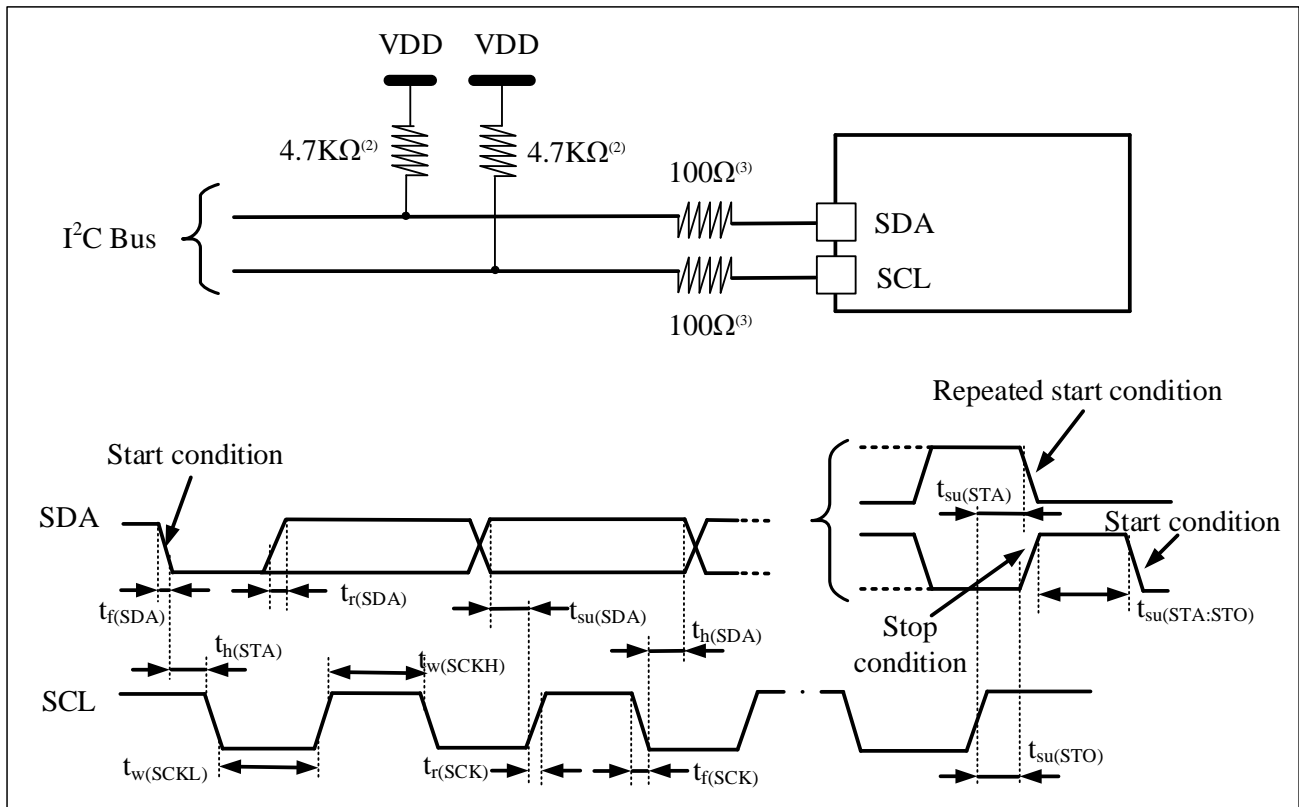 VDD VDD
4.7KΩ(2) 4.7KΩ(2)
100Ω(3)
I2C Bus
SDA
SCL
100Ω(3)
Repeated start condition
Start condition
tsu(STA)
SDA
Start condition
tf(SDA) tr(SDA) tsu(SDA) th(SDA) Stop condition tsu(STA:STO)
th(STA) tw(SCKH)
SCL
tw(SCKL) tr(SCK) tf(SCK) tsu(STO)